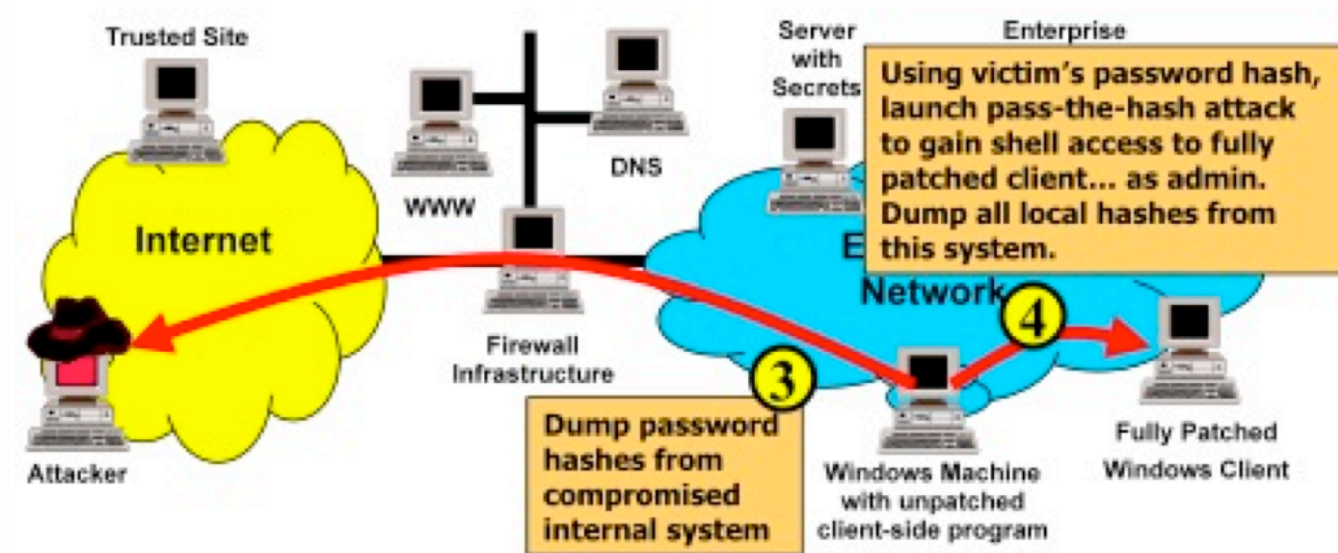 Trusted Site
Server
with
Secrets
Enterprise
Using victim's password hash,
launch pass-the-hash attack
to gain shell access to fully
patched client... as admin.
Dump all local hashes from
this system.
WWW
DNS
Internet
Network
Firewall
Infrastructure
3
4
Attacker
Dump password
hashes from
compromised
internal system
Windows Machine
with unpatched
client-side program
Fully Patched
Windows Client